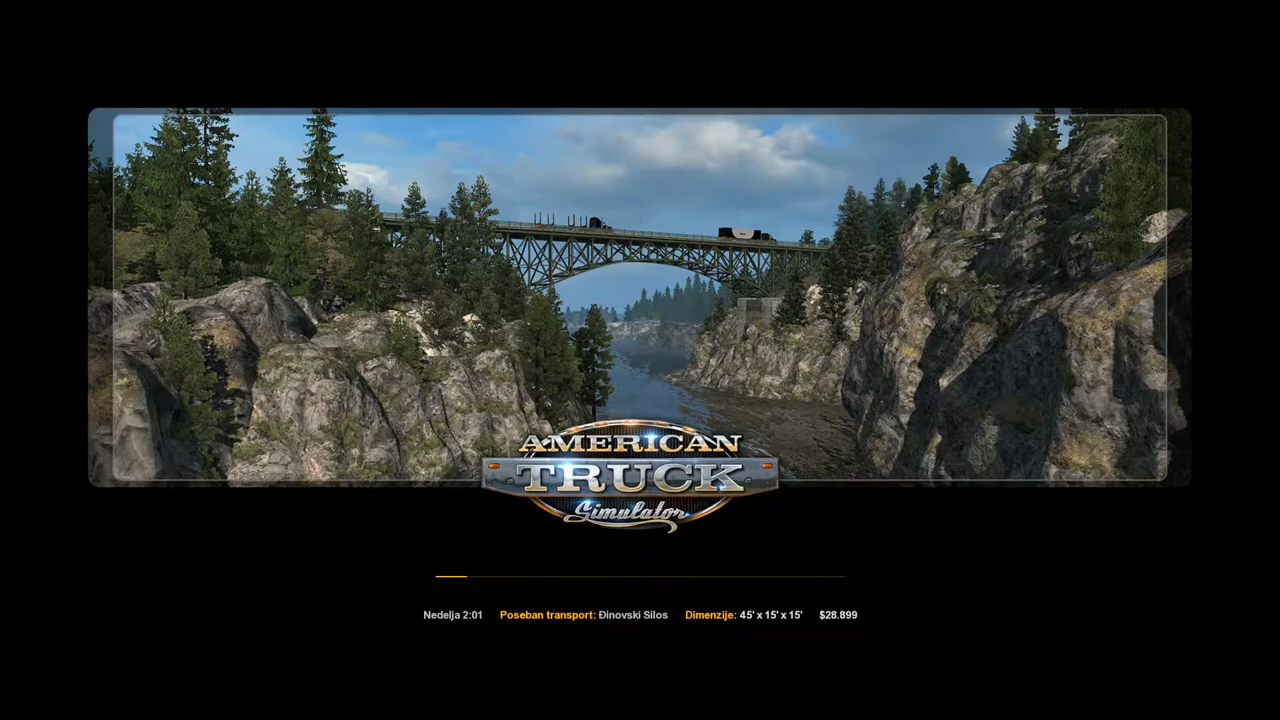 AMERICAN
TRUCK
Simulator
Nedelja 2:01 Poseban transport: Đinovski Silos Dimenzije: 45' x 15' x 15' $28.899